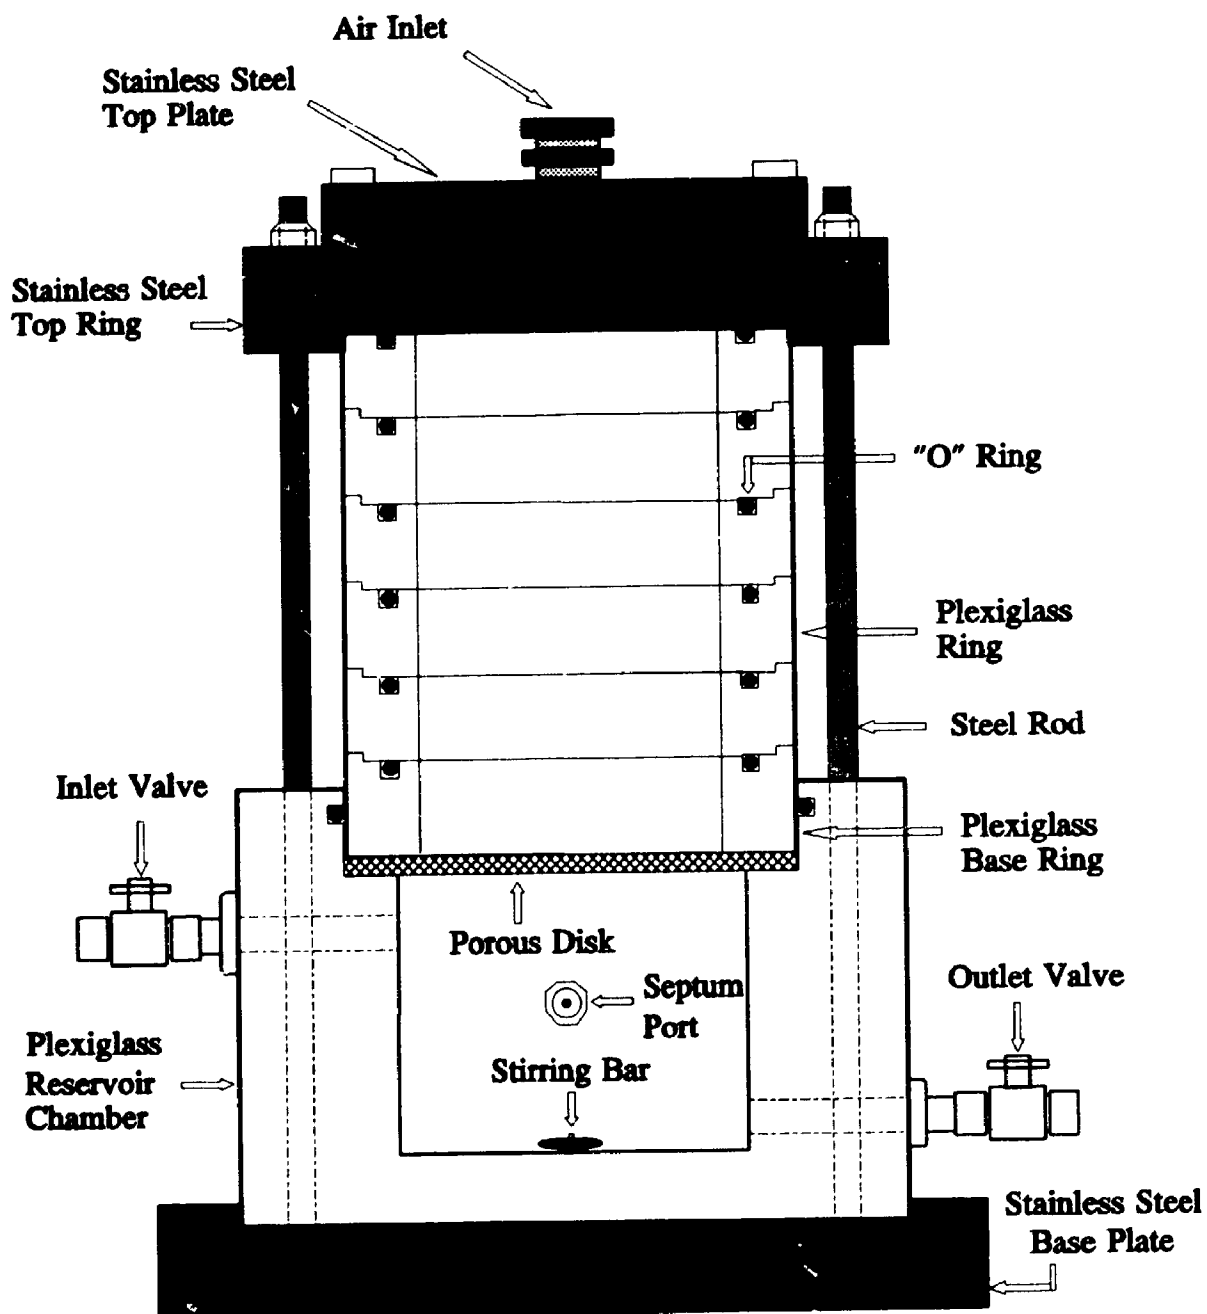 Air Inlet
Stainless Steel
Top Plate
Stainless Steel
Top Ring
"O" Ring
Plexiglass
Ring
Steel Rod
Inlet Valve
Plexiglass
Base Ring
Porous Disk
Septum
Port
Outlet Valve
Stirring Bar
Plexiglass
Reservoir
Chamber
Stainless Steel
Base Plate